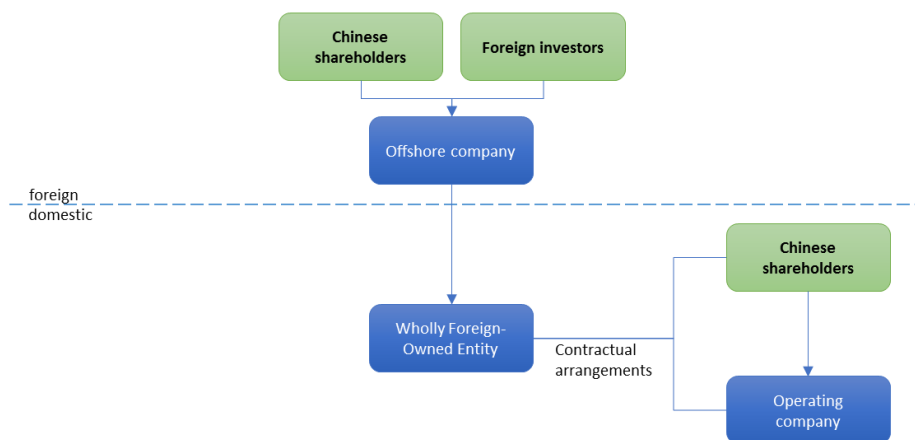 Chinese
shareholders
Foreign investors
Offshore company
foreign
domestic
Chinese
shareholders
Wholly Foreign-
Owned Entity
Contractual
arrangements
Operating
company